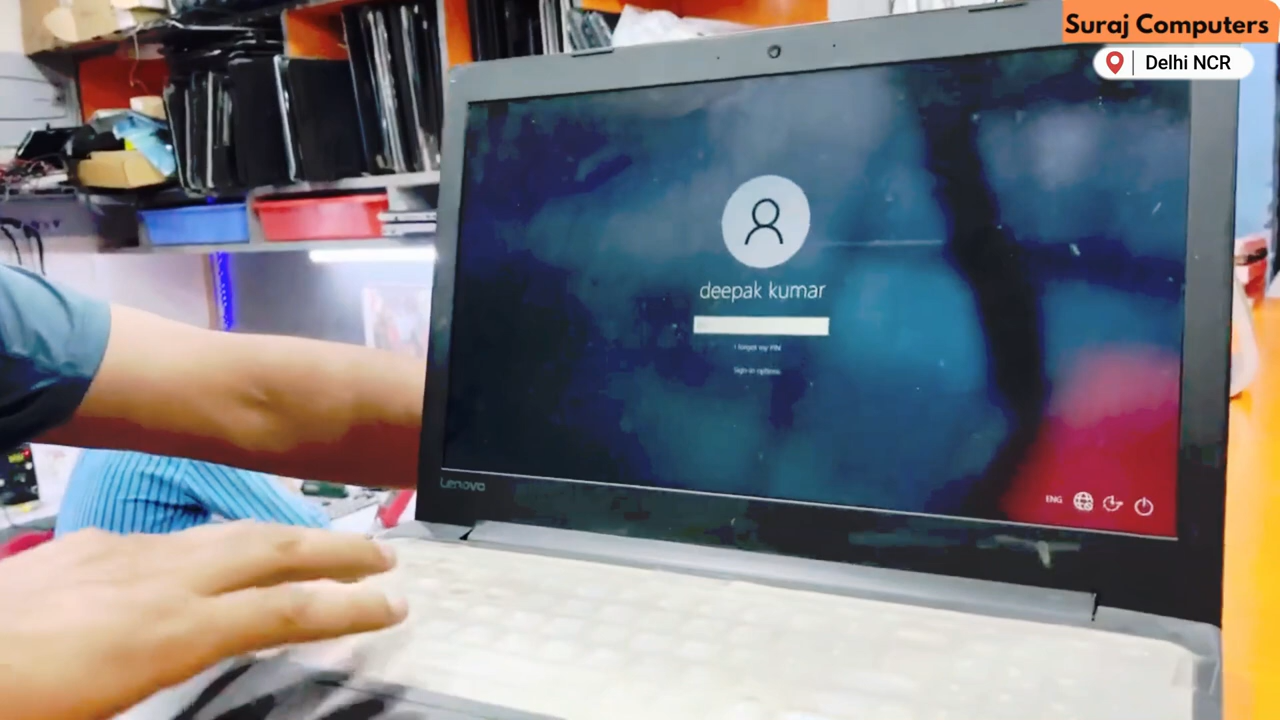 Suraj Computers
Delhi NCR
deepak kumar
I forgot my PIN
Sign-in options
ENG
Lenovo